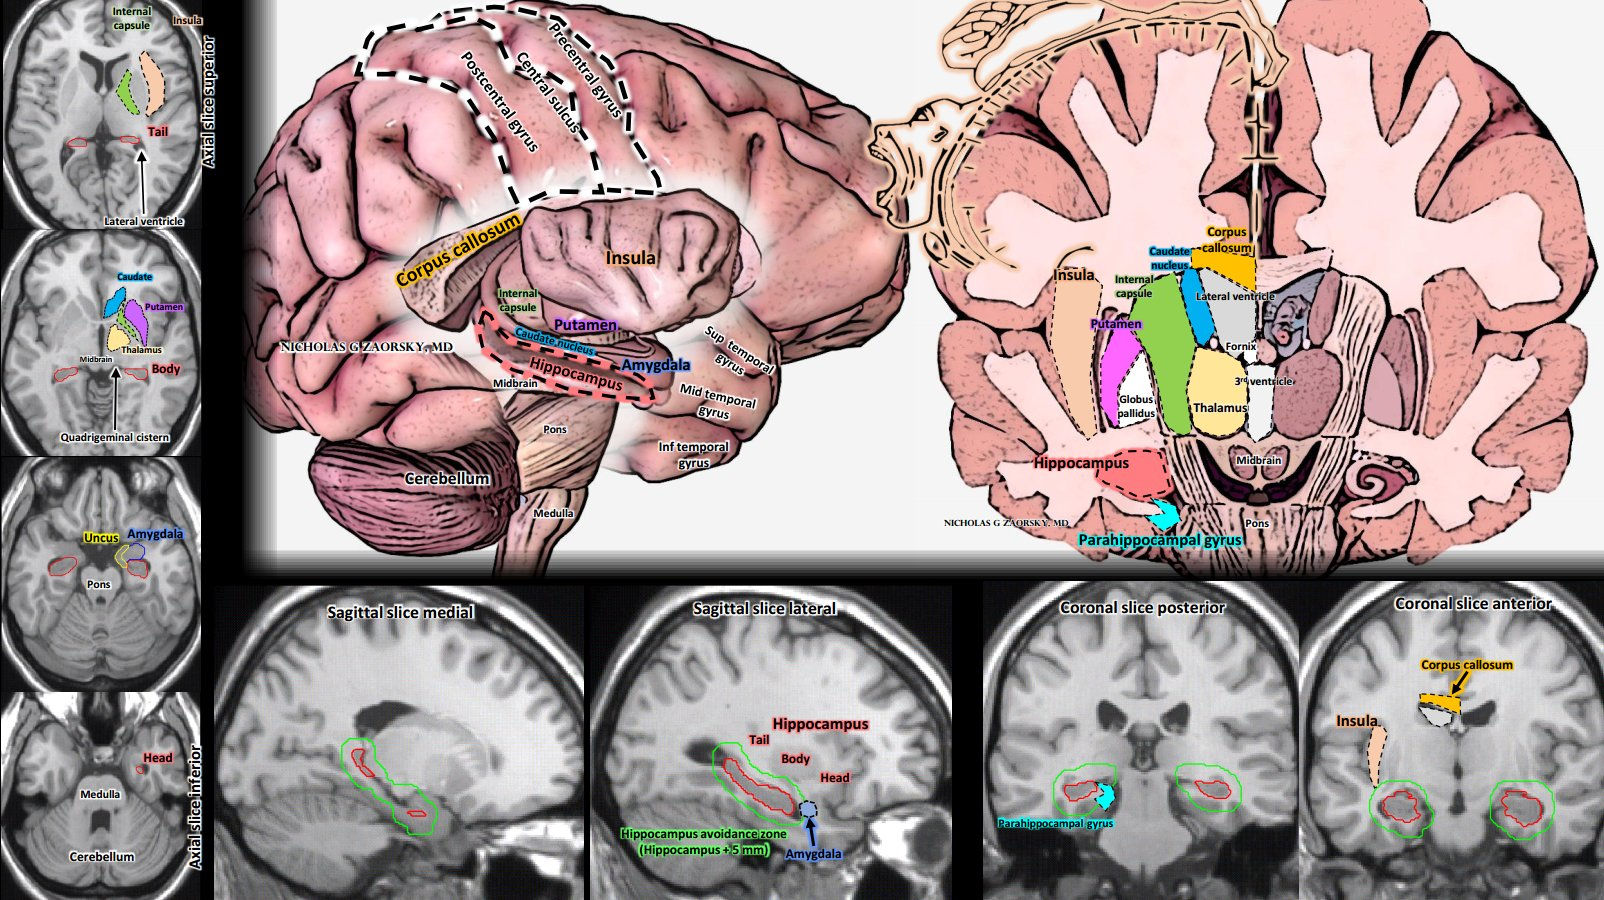 Internal
capsule
Insula
Axial slice superior
Tail
Lateral ventricle
Caudate
Putamen
Thalamus
Midbrain
Body
Quadrigeminal cistern
Uncus
Amygdala
Pons
Head
Medulla
Cerebellum
Axial slice inferior
Postcentral gyrus
Central sulcus
Precentral gyrus
Corpus callosum
Insula
Internal
capsule
Putamen
Caudate nucleus
Hippocampus
Amygdala
NICHOLAS G ZAORSKY, MD
Midbrain
Sup temporal
gyrus
Mid temporal
gyrus
Inf temporal
gyrus
Pons
Cerebellum
Medulla
Corpus
callosum
Caudate
nucleus
Insula
Internal
capsule
Lateral ventricle
Putamen
Fornix
3rd ventricle
Globus
pallidus
Thalamus
Midbrain
Hippocampus
NICHOLAS G ZAORSKY, MD
Pons
Parahippocampal gyrus
Sagittal slice medial
Sagittal slice lateral
Hippocampus
Tail
Body
Head
Hippocampus avoidance zone
(Hippocampus + 5 mm)
Amygdala
Coronal slice posterior
Parahippocampal gyrus
Coronal slice anterior
Corpus callosum
Insula